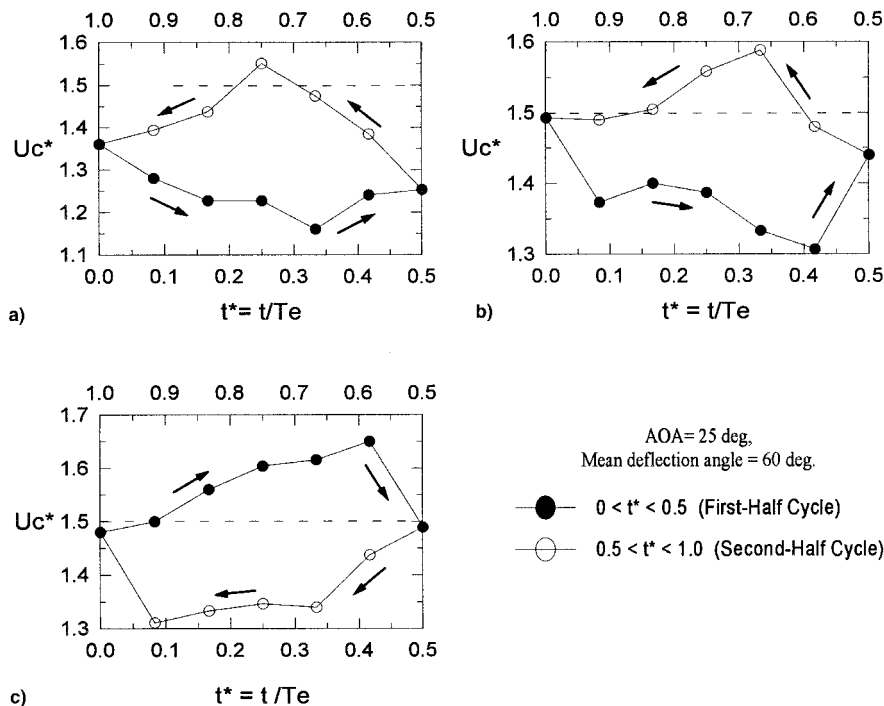 1.0 0.9 0.8 0.7 0.6 0.5
1.6
1.5
1.4
1.3
1.2
1.1
Uc*
0.0 0.1 0.2 0.3 0.4 0.5
a)
t*= t/Te
1.0 0.9 0.8 0.7 0.6 0.5
1.6
1.5
1.4
1.3
Uc*
0.0 0.1 0.2 0.3 0.4 0.5
b)
t*= t/Te
1.0 0.9 0.8 0.7 0.6 0.5
1.7
1.6
1.5
1.4
1.3
Uc*
0.0 0.1 0.2 0.3 0.4 0.5
c)
t* = t /Te
AOA= 25 deg,
Mean deflection angle = 60 deg.
0 < t* < 0.5 (First-Half Cycle)
0.5 < t* < 1.0 (Second-Half Cycle)